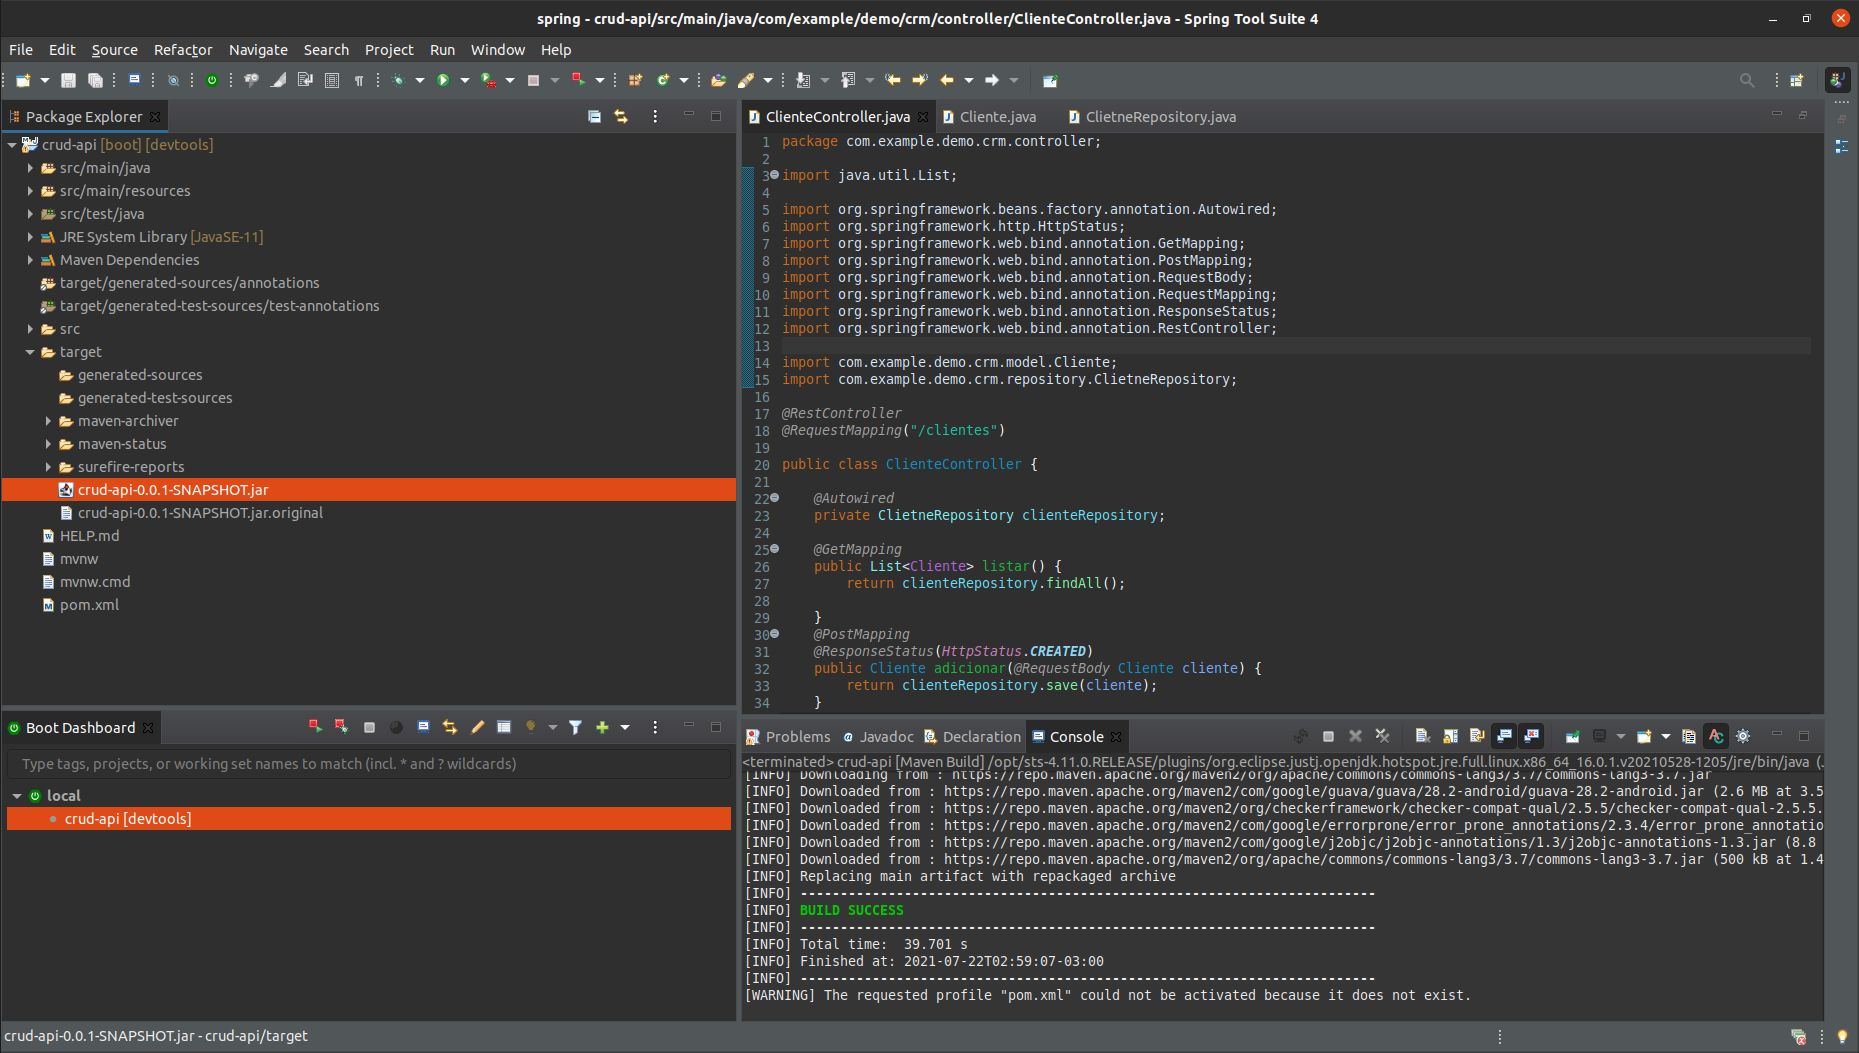 spring - crud-api/src/main/java/com/example/demo/crm/controller/ClienteController.java - Spring Tool Suite 4
File Edit Source Refactor Navigate Search Project Run Window Help
Package Explorer
crud-api [boot] [devtools]
src/main/java
src/main/resources
src/test/java
JRE System Library [JavaSE-11]
Maven Dependencies
target/generated-sources/annotations
target/generated-test-sources/test-annotations
src
target
generated-sources
generated-test-sources
maven-archiver
maven-status
surefire-reports
crud-api-0.0.1-SNAPSHOT.jar
crud-api-0.0.1-SNAPSHOT.jar.original
HELP.md
mvnw
mvnw.cmd
pom.xml
Boot Dashboard
Type tags, projects, or working set names to match (incl. * and ? wildcards)
local
crud-api [devtools]
ClienteController.java Cliente.java ClietneRepository.java
1 package com.example.demo.crm.controller;
2
3 import java.util.List;
4
5 import org.springframework.beans.factory.annotation.Autowired;
6 import org.springframework.http.HttpStatus;
7 import org.springframework.web.bind.annotation.GetMapping;
8 import org.springframework.web.bind.annotation.PostMapping;
9 import org.springframework.web.bind.annotation.RequestBody;
10 import org.springframework.web.bind.annotation.RequestMapping;
11 import org.springframework.web.bind.annotation.ResponseStatus;
12 import org.springframework.web.bind.annotation.RestController;
13
14 import com.example.demo.crm.model.Cliente;
15 import com.example.demo.crm.repository.ClietneRepository;
16
17 @RestController
18 @RequestMapping("/clientes")
19
20 public class ClienteController {
21
22 @Autowired
23 private ClietneRepository clienteRepository;
24
25 @GetMapping
26 public List<Cliente> listar() {
27 return clienteRepository.findAll();
28
29 }
30 @PostMapping
31 @ResponseStatus(HttpStatus.CREATED)
32 public Cliente adicionar(@RequestBody Cliente cliente) {
33 return clienteRepository.save(cliente);
34 }
Problems Javadoc Declaration Console
<terminated> crud-api [Maven Build] /opt/sts-4.11.0.RELEASE/plugins/org.eclipse.justj.openjdk.hotspot.jre.full.linux.x86_64_16.0.1.v20210528-1205/jre/bin/java (.
[INFO] Downloading from : https://repo.maven.apache.org/maven2/org/apache/commons/commons-lang3/3.7/commons-lang3-3.7.jar
[INFO] Downloaded from : https://repo.maven.apache.org/maven2/com/google/guava/guava/28.2-android/guava-28.2-android.jar (2.6 MB at 3.5
[INFO] Downloaded from : https://repo.maven.apache.org/maven2/org/checkerframework/checker-compat-qual/2.5.5/checker-compat-qual-2.5.5.
[INFO] Downloaded from : https://repo.maven.apache.org/maven2/com/google/errorprone/error_prone_annotations/2.3.4/error_prone_annotatio
[INFO] Downloaded from : https://repo.maven.apache.org/maven2/com/google/j2objc/j2objc-annotations/1.3/j2objc-annotations-1.3.jar (8.8
[INFO] Downloaded from : https://repo.maven.apache.org/maven2/org/apache/commons/commons-lang3/3.7/commons-lang3-3.7.jar (500 kB at 1.4
[INFO] Replacing main artifact with repackaged archive
[INFO] ------------------------------------------------------------------------
[INFO] BUILD SUCCESS
[INFO] ------------------------------------------------------------------------
[INFO] Total time: 39.701 s
[INFO] Finished at: 2021-07-22T02:59:07-03:00
[INFO] ------------------------------------------------------------------------
[WARNING] The requested profile "pom.xml" could not be activated because it does not exist.
crud-api-0.0.1-SNAPSHOT.jar - crud-api/target